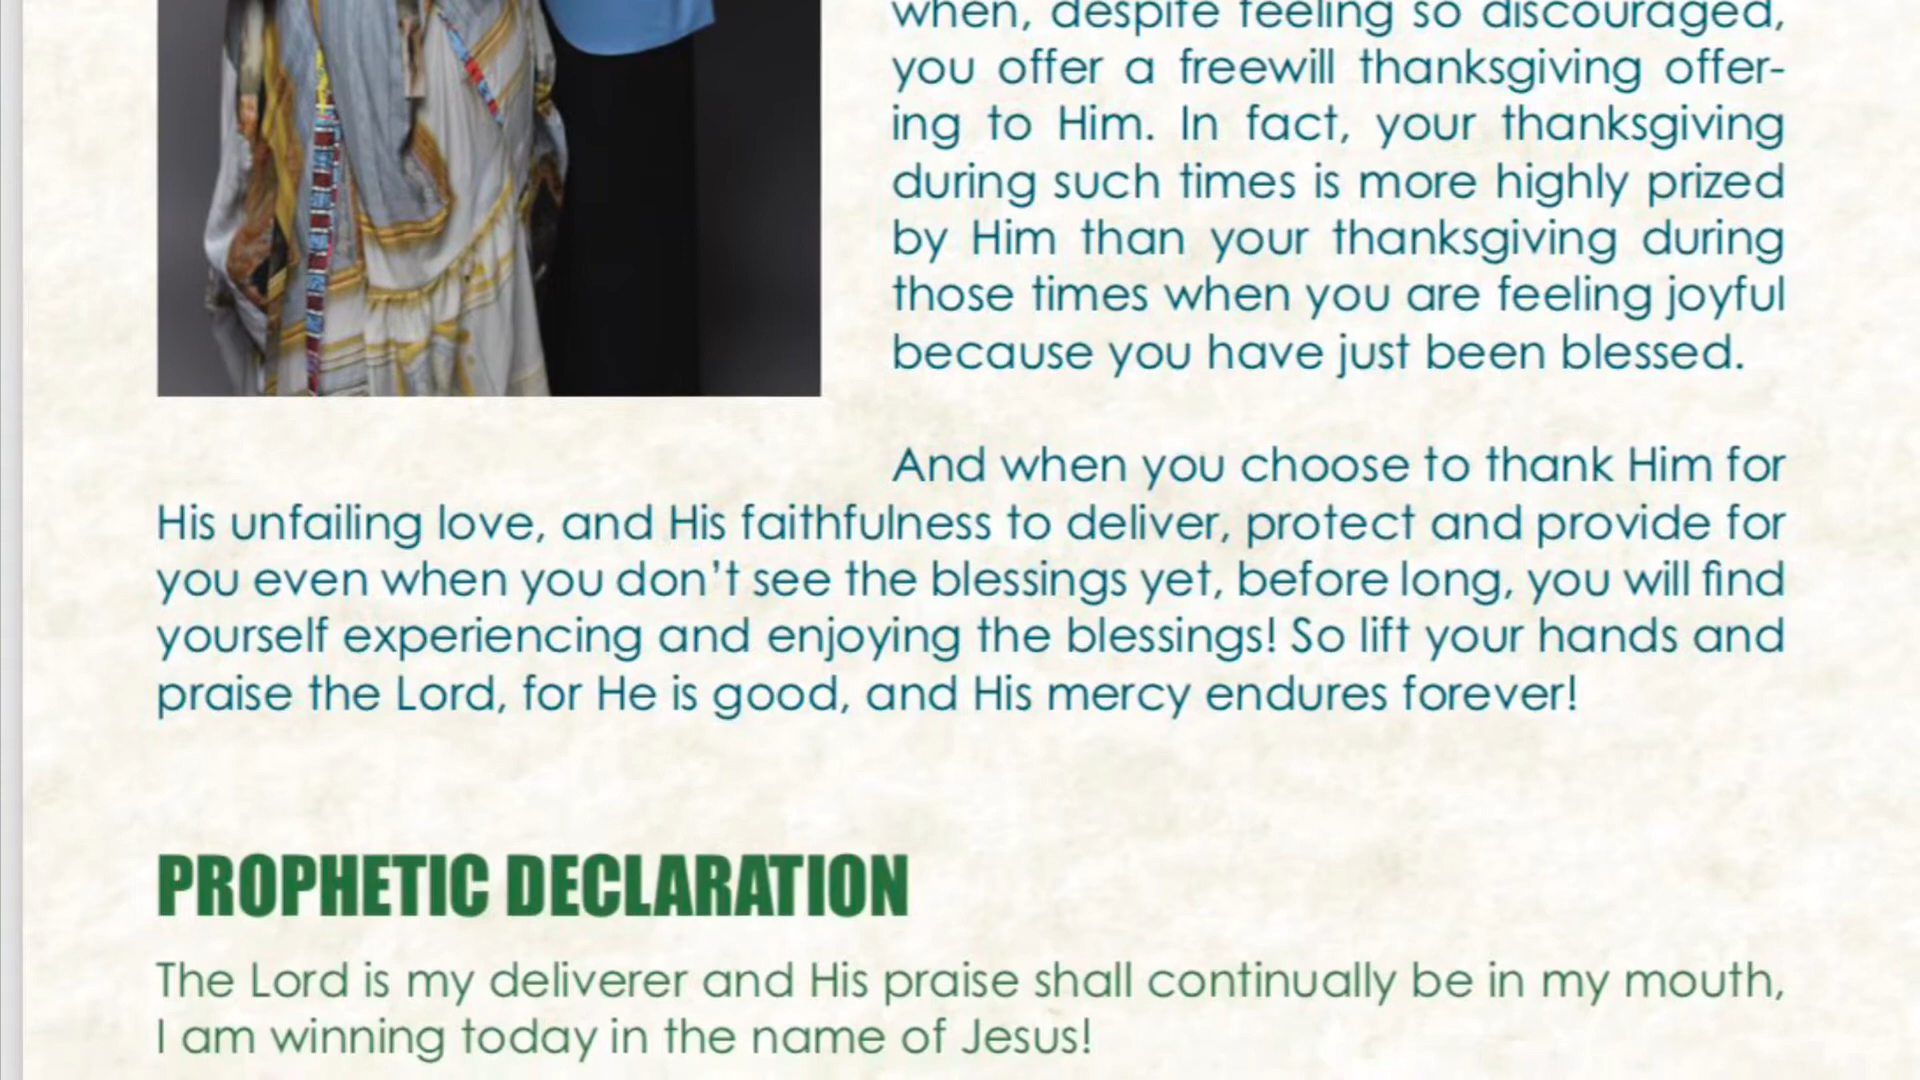 when, despite feeling so discouraged,
you offer a freewill thanksgiving offer-
ing to Him. In fact, your thanksgiving
during such times is more highly prized
by Him than your thanksgiving during
those times when you are feeling joyful
because you have just been blessed.
And when you choose to thank Him for
His unfailing love, and His faithfulness to deliver, protect and provide for
you even when you don’t see the blessings yet, before long, you will find
yourself experiencing and enjoying the blessings! So lift your hands and
praise the Lord, for He is good, and His mercy endures forever!
PROPHETIC DECLARATION
The Lord is my deliverer and His praise shall continually be in my mouth,
I am winning today in the name of Jesus!